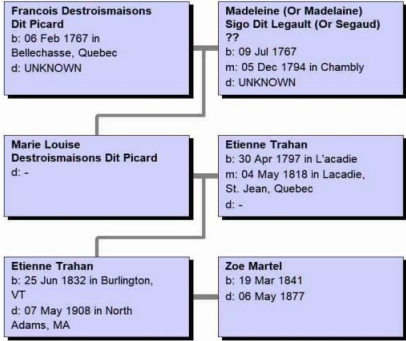 Francois Destroismaisons
Dit Picard
b: 06 Feb 1767 in
Bellechasse, Quebec
d: UNKNOWN
Madeleine (Or Madelaine)
Sigo Dit Legault (Or Segaud)
??
b: 09 Jul 1767
m: 05 Dec 1794 in Chambly
d: UNKNOWN
Marie Louise
Destroismaisons Dit Picard
d: -
Etienne Trahan
b: 30 Apr 1797 in L'acadie
m: 04 May 1818 in Lacadie,
St. Jean, Quebec
d: -
Etienne Trahan
b: 25 Jun 1832 in Burlington,
VT
d: 07 May 1908 in North
Adams, MA
Zoe Martel
b: 19 Mar 1841
d: 06 May 1877